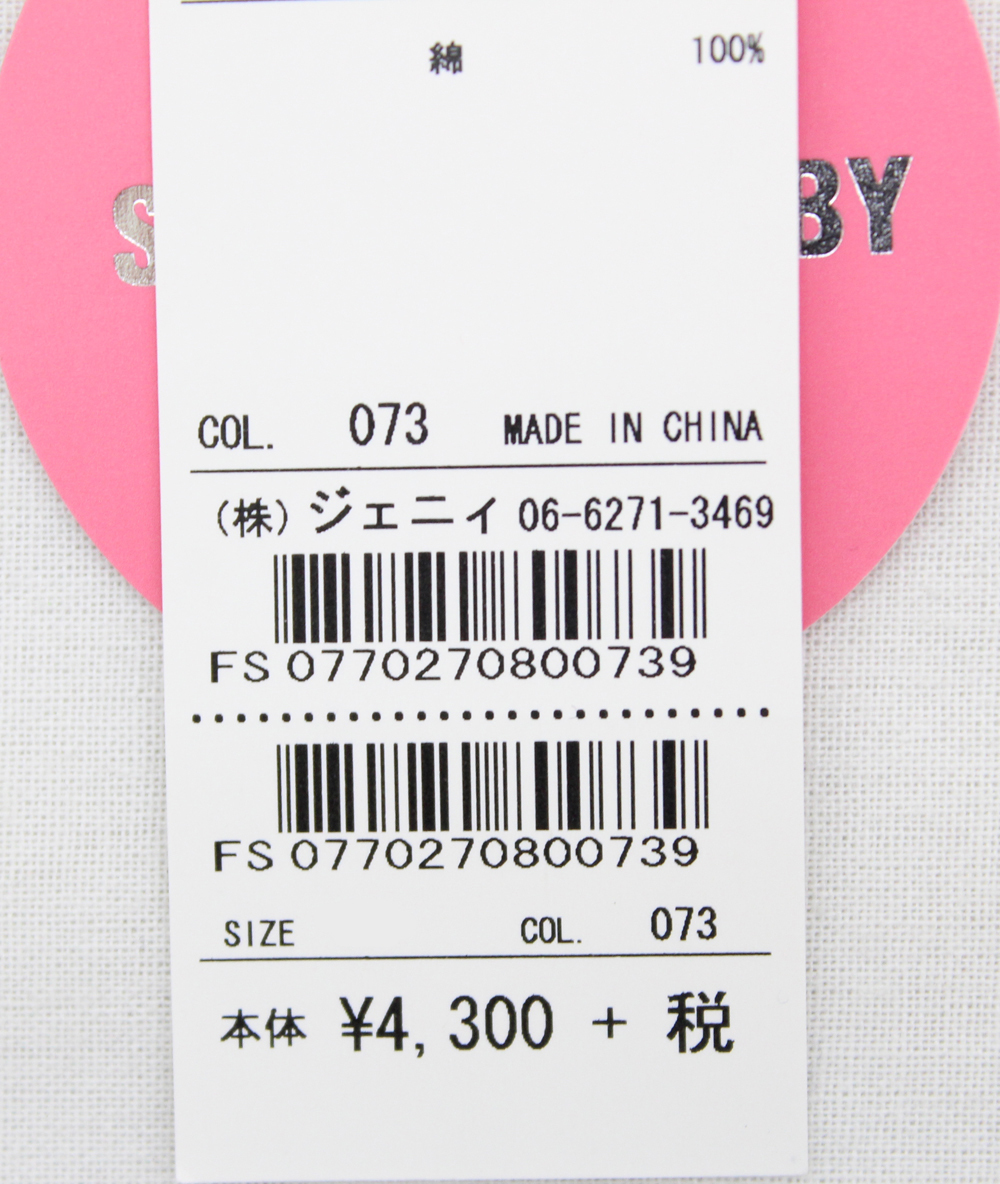 綿 100%
S BY
COL. 073 MADE IN CHINA
(株)ジェニィ 06-6271-3469
FS 0770270800739
FS 0770270800739
SIZE COL. 073
本体 ¥4,300 + 税